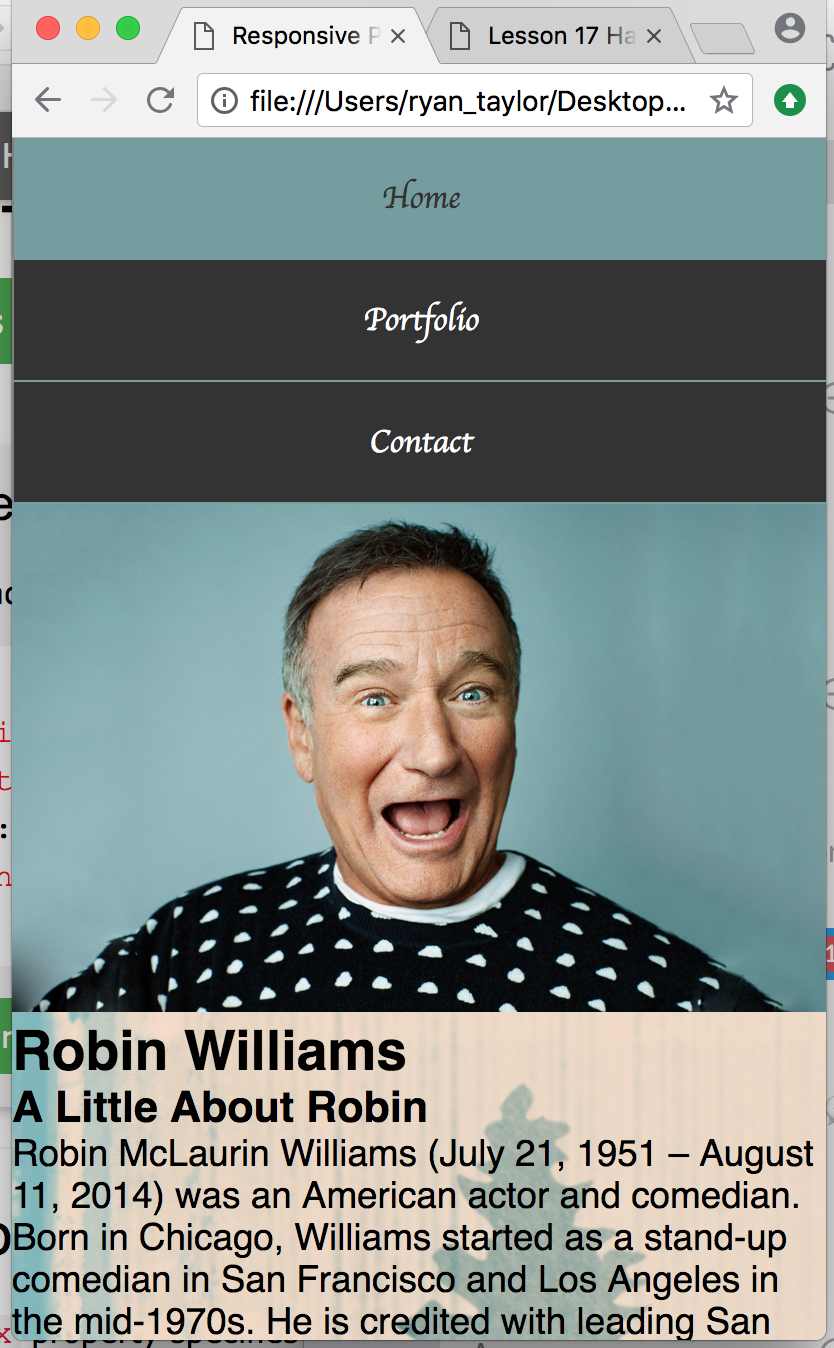 Responsive P
Lesson 17 Ha
file:///Users/ryan_taylor/Desktop...
Home
Portfolio
Contact
Robin Williams
A Little About Robin
Robin McLaurin Williams (July 21, 1951 – August
11, 2014) was an American actor and comedian.
Born in Chicago, Williams started as a stand-up
comedian in San Francisco and Los Angeles in
the mid-1970s. He is credited with leading San